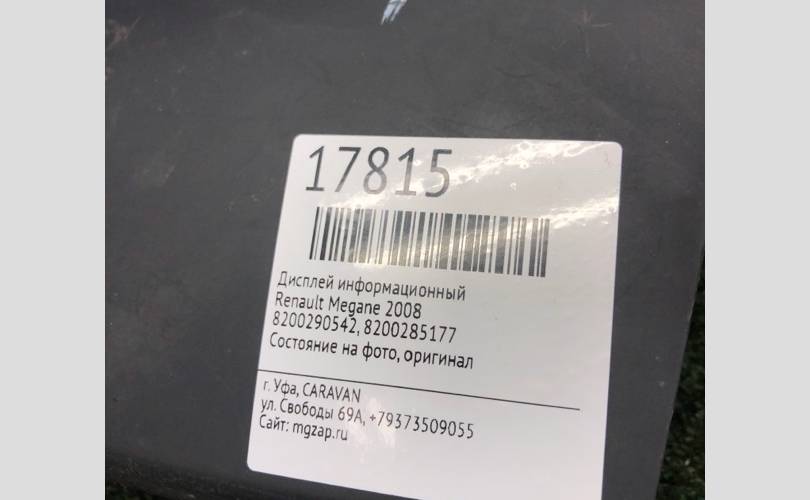 17815
Дисплей информационный
Renault Megane 2008
8200290542, 8200285177
Состояние на фото, оригинал
г. Уфа, CARAVAN
ул. Свободы 69А, +79373509055
Сайт: mgzap.ru